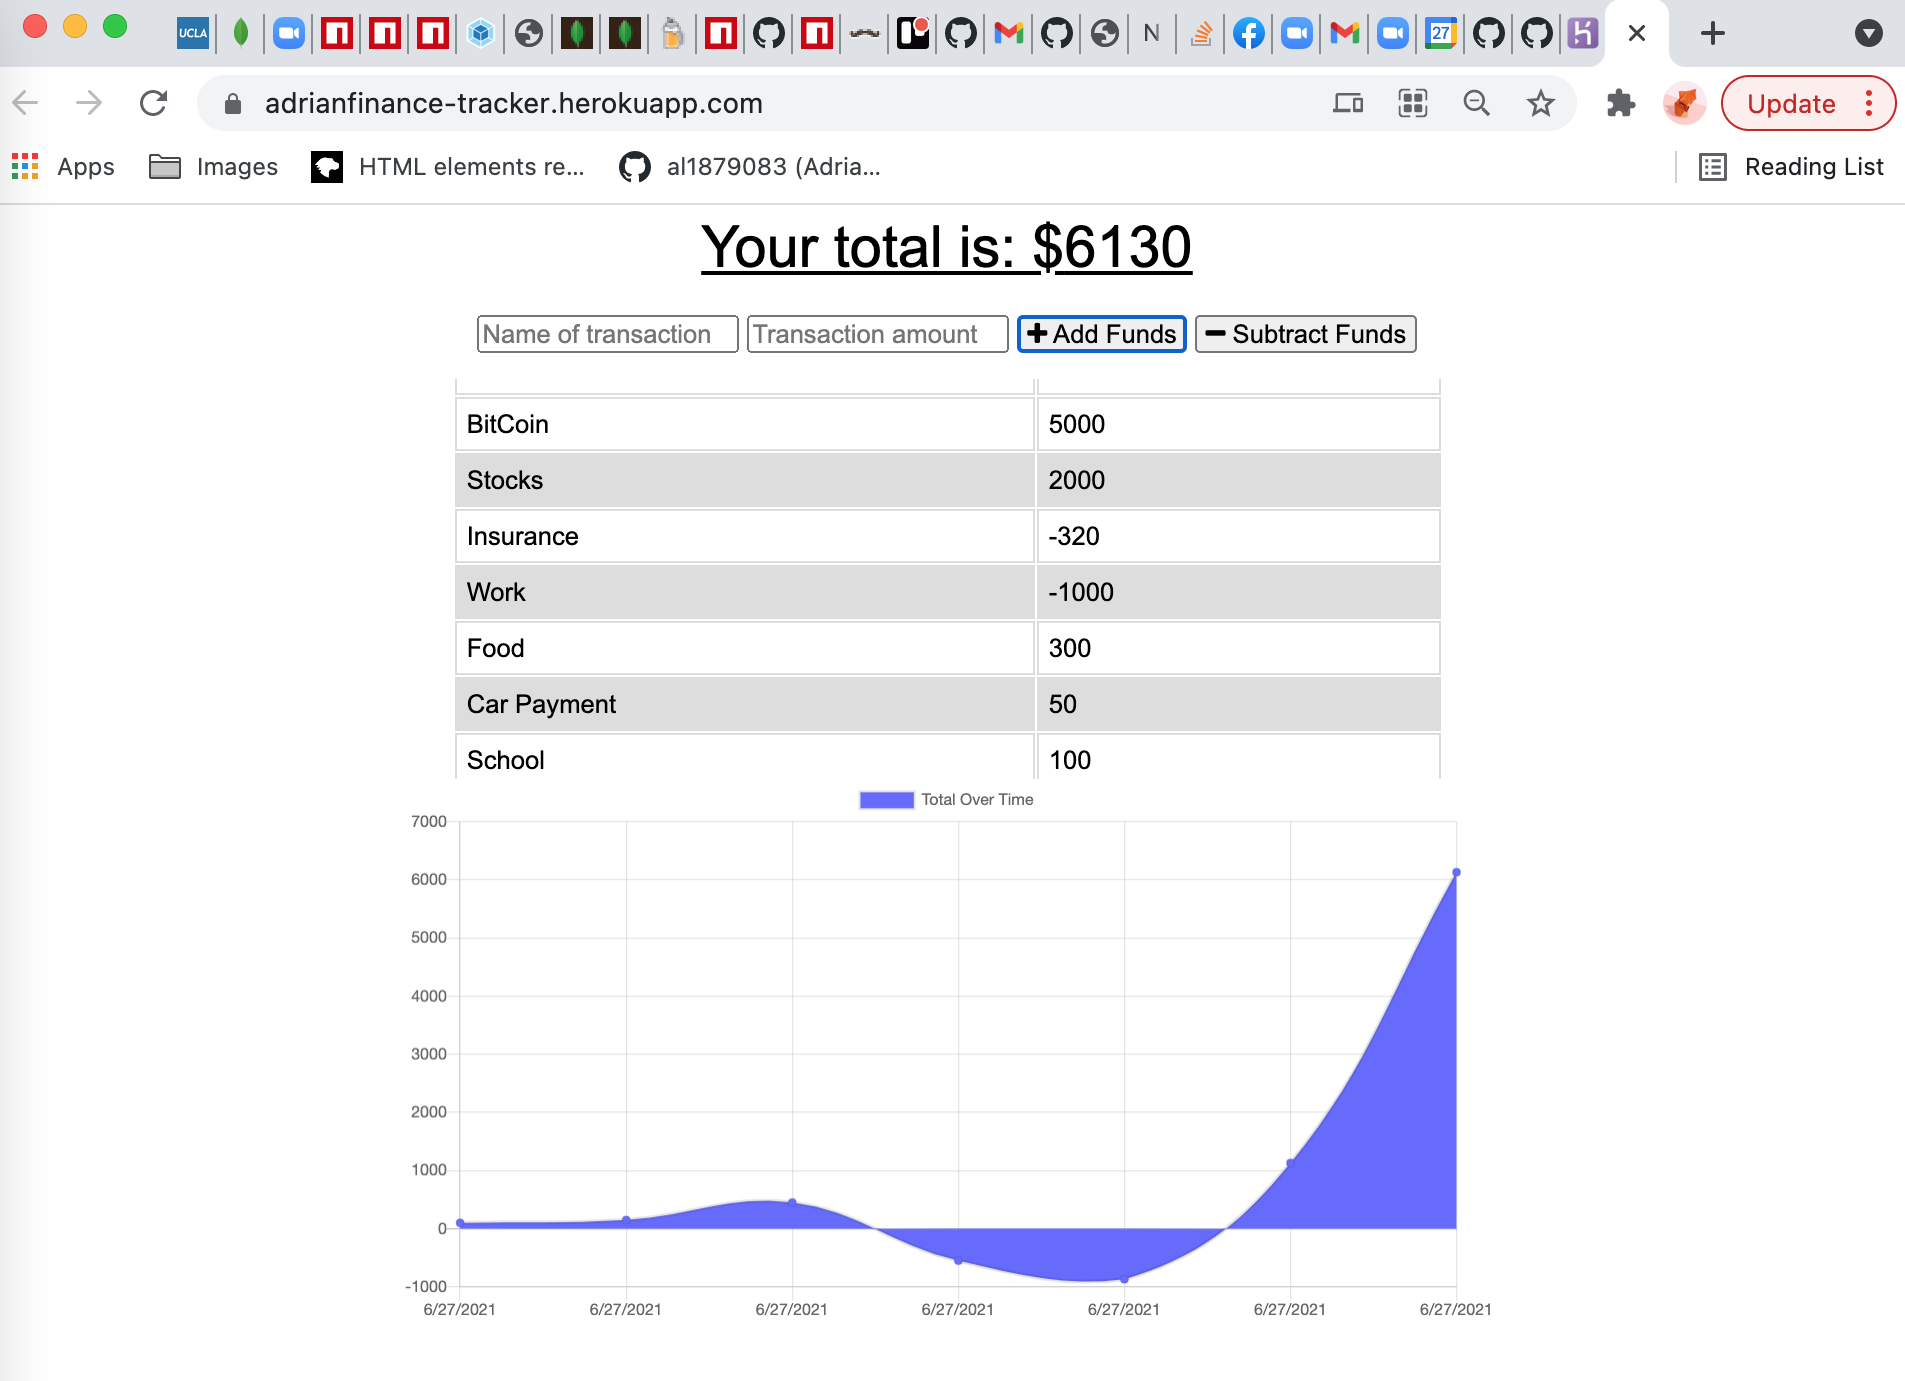 UCLA
N
27
adrianfinance-tracker.herokuapp.com
Update
Apps
Images
HTML elements re...
al1879083 (Adria...
Reading List
Your total is: $6130
Name of transaction Transaction amount Add Funds Subtract Funds
BitCoin 5000
Stocks 2000
Insurance -320
Work -1000
Food 300
Car Payment 50
School 100
Total Over Time
7000
6000
5000
4000
3000
2000
1000
0
-1000
6/27/2021 6/27/2021 6/27/2021 6/27/2021 6/27/2021 6/27/2021 6/27/2021